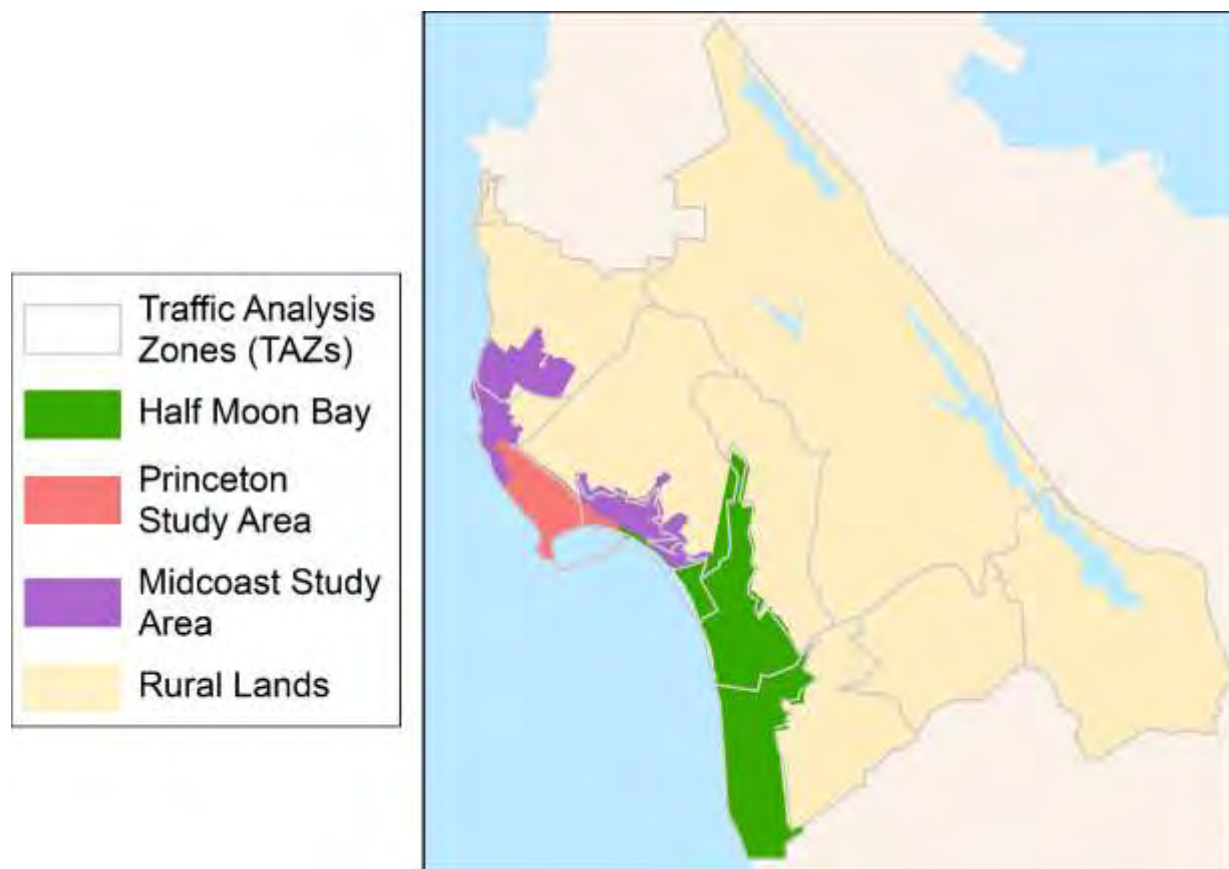 Traffic Analysis
Zones (TAZs)
Half Moon Bay
Princeton
Study Area
Midcoast Study
Area
Rural Lands